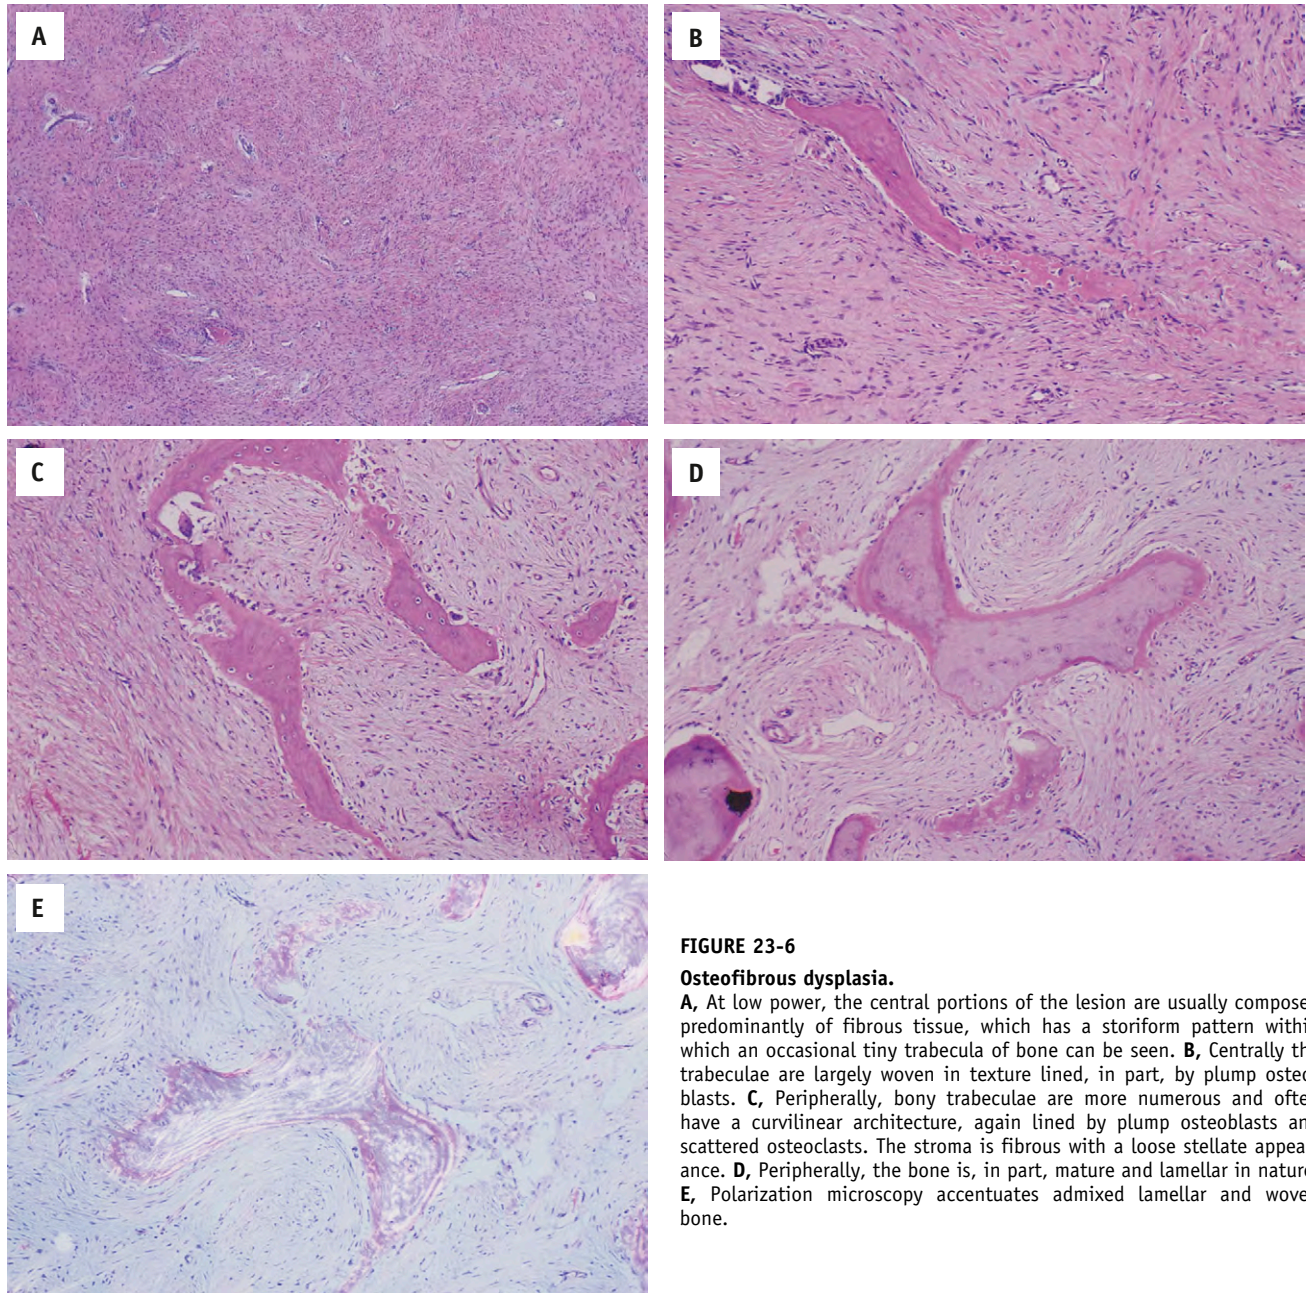 A
B
C
D
E
FIGURE 23-6
Osteofibrous dysplasia.
A, At low power, the central portions of the lesion are usually compose
predominantly of fibrous tissue, which has a storiform pattern withi
which an occasional tiny trabecula of bone can be seen. B, Centrally th
trabeculae are largely woven in texture lined, in part, by plump osteo
blasts. C, Peripherally, bony trabeculae are more numerous and ofte
have a curvilinear architecture, again lined by plump osteoblasts an
scattered osteoclasts. The stroma is fibrous with a loose stellate appea
ance. D, Peripherally, the bone is, in part, mature and lamellar in nature
E, Polarization microscopy accentuates admixed lamellar and wove
bone.